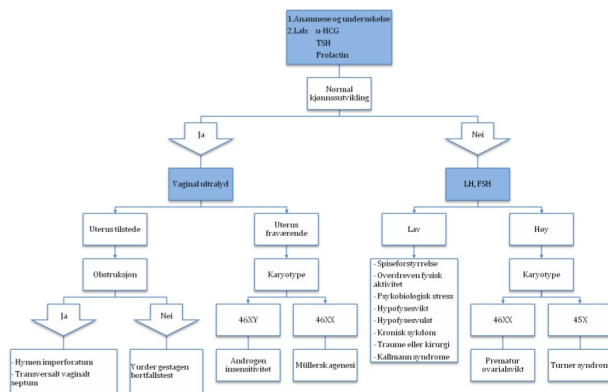 1.Anamnese og undersøkelse
2.Lab: u-HCG
TSH
Prolactin
Normal
kjønnssutvikling
Ja
Nei
Vaginal ultralyd
LH, FSH
Uterus tilstede
Uterus
fraværende
Lav
Høy
Obstruksjon
Karyotype
- Spiseforstyrrelse
- Overdreven fysisk
aktivitet
- Psykobiologisk stress
- Hypofysesvikt
- Hypofysesvulst
- Kronisk sykdom
- Traume eller kirurgi
- Kallmann syndrome
Karyotype
Ja
Nei
46XY
46XX
46XX
45X
- Hymen imperforatum
- Transversalt vaginalt
septum
Vurder gestagen
bortfallstest
Androgen
insensitivitet
Müllersk agenesi
Prematur
ovarialsvikt
Turner syndrom